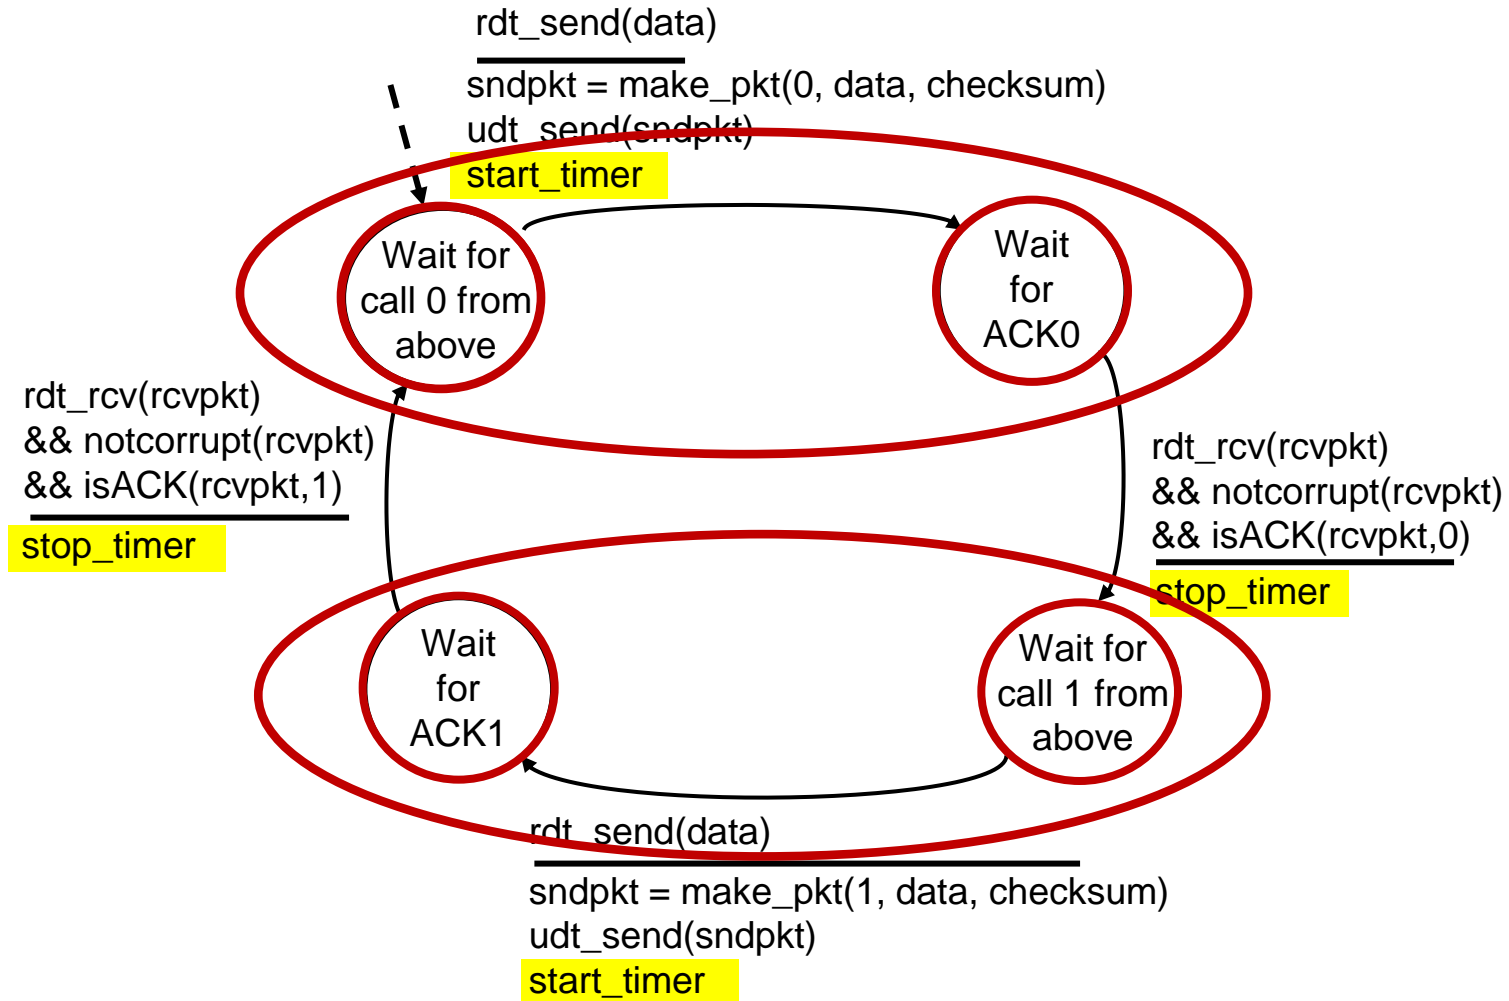 rdt_send(data)
sndpkt = make_pkt(0, data, checksum)
udt_send(sndpkt)
start_timer
Wait for
call 0 from
above
Wait
for
ACK0
rdt_rcv(rcvpkt)
&& notcorrupt(rcvpkt)
&& isACK(rcvpkt,1)
stop_timer
rdt_rcv(rcvpkt)
&& notcorrupt(rcvpkt)
&& isACK(rcvpkt,0)
stop_timer
Wait
for
ACK1
Wait for
call 1 from
above
rdt_send(data)
sndpkt = make_pkt(1, data, checksum)
udt_send(sndpkt)
start_timer